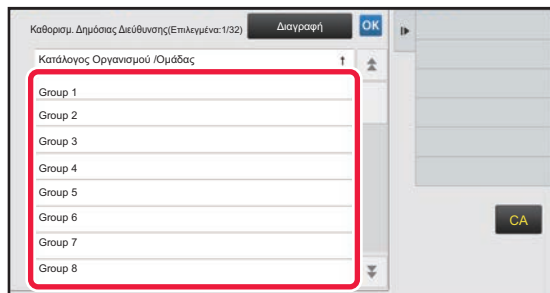 Καθορισμ. Δημόσιας Διεύθυνσης(Επιλεγμένα:1/32)
Διαγραφή
OK
Κατάλογος Οργανισμού /Ομάδας
Group 1
Group 2
Group 3
Group 4
Group 5
Group 6
Group 7
Group 8
CA